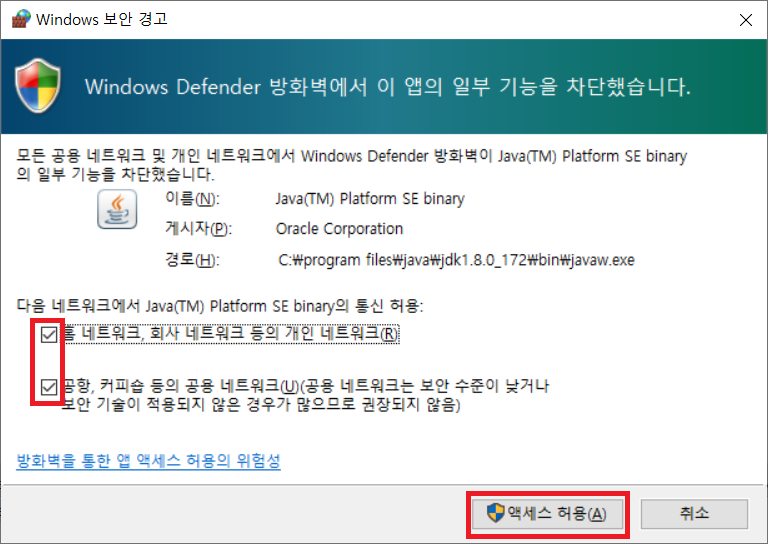 Windows 보안 경고
Windows Defender 방화벽에서 이 앱의 일부 기능을 차단했습니다.
모든 공용 네트워크 및 개인 네트워크에서 Windows Defender 방화벽이 Java(TM) Platform SE binary
의 일부 기능을 차단했습니다.
이름(N): Java(TM) Platform SE binary
게시자(P): Oracle Corporation
경로(H): C:₩program files₩java₩jdk1.8.0_172₩bin₩javaw.exe
다음 네트워크에서 Java(TM) Platform SE binary의 통신 허용:
홈 네트워크, 회사 네트워크 등의 개인 네트워크(R)
공항, 커피숍 등의 공용 네트워크(U)(공용 네트워크는 보안 수준이 낮거나
보안 기술이 적용되지 않은 경우가 많으므로 권장되지 않음)
방화벽을 통한 앱 액세스 허용의 위험성
액세스 허용(A)
취소